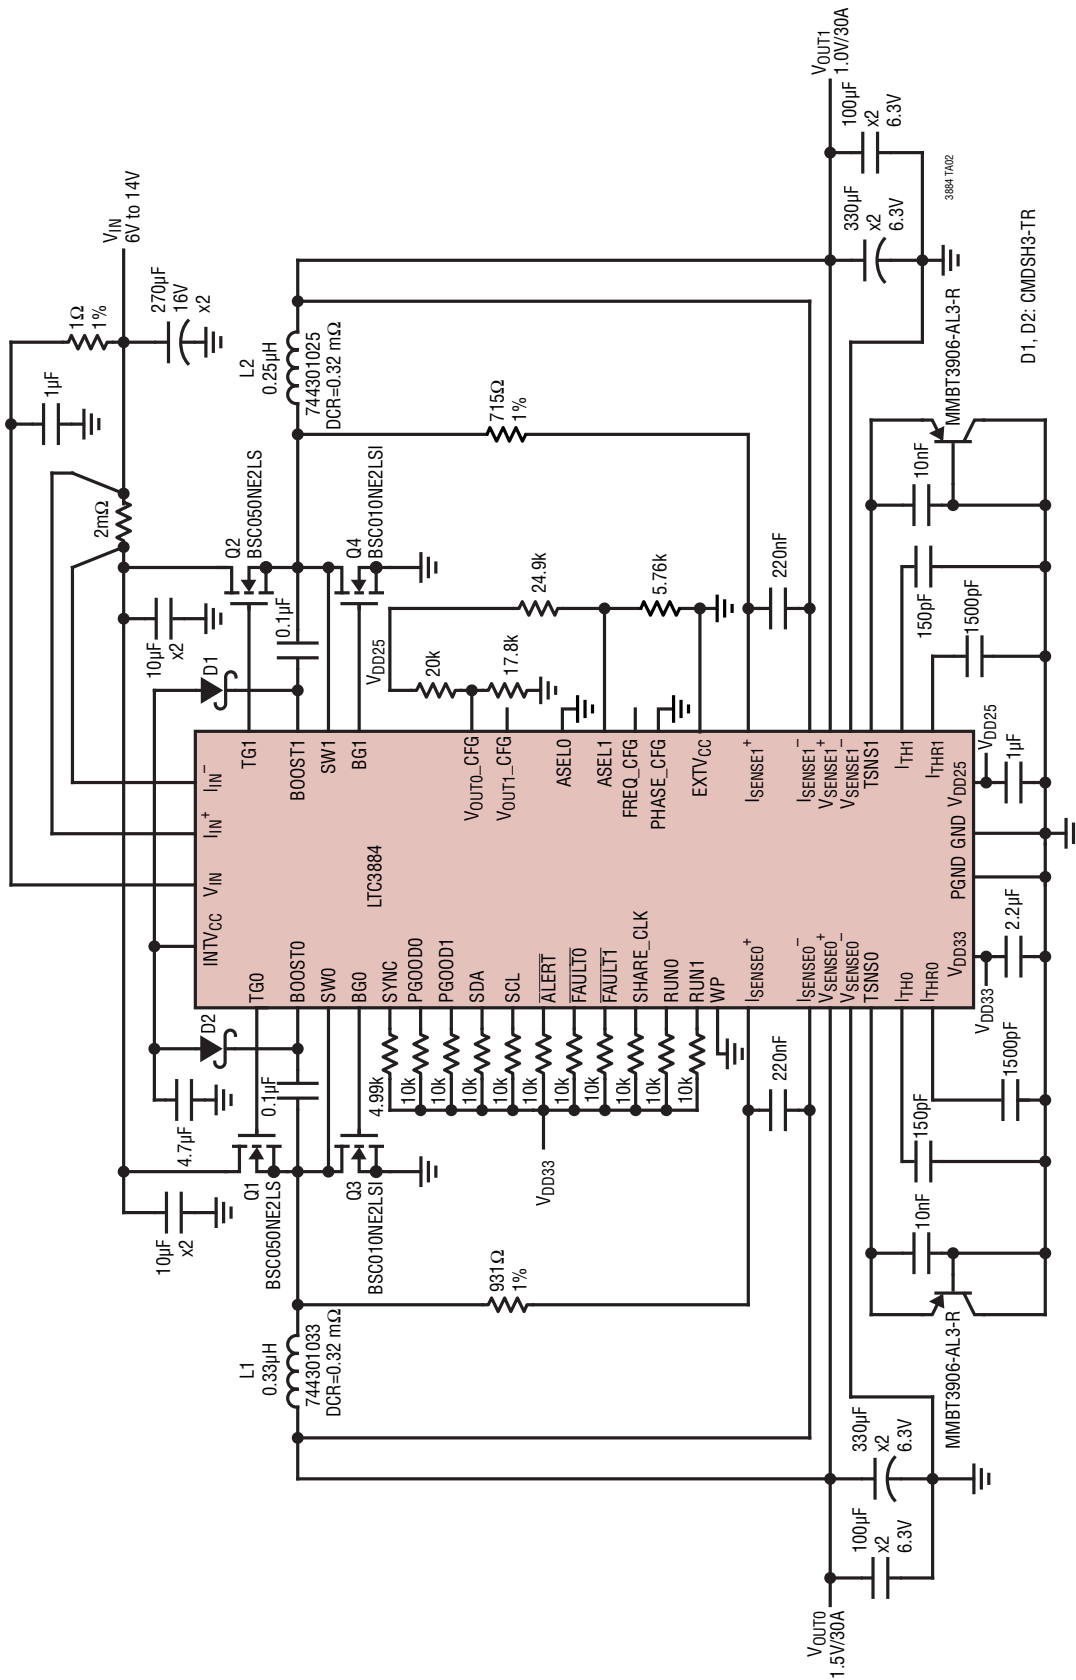 VIN
6V to 14V
1Ω
1%
270µF
16V
x2
1µF
2mΩ
10µF
x2
D1
Q2
BSC050NE2LS
0.1µF
Q4
BSC010NE2LSI
L2
0.25µH
744301025
DCR=0.32 mΩ
715Ω
1%
VDD25
20k
17.8k
24.9k
5.76k
220nF
VOUT1
1.0V/30A
100µF
x2
6.3V
330µF
x2
6.3V
3884 TA02
MMBT3906-AL3-R
D1, D2: CMDSH3-TR
10nF
150pF
1500pF
VDD25
1µF
INTVCC
VIN
IIN+
IIN−
TG1
BOOST1
SW1
BG1
VOUT0_CFG
VOUT1_CFG
ASEL0
ASEL1
FREQ_CFG
PHASE_CFG
EXTVCC
ISENSE1+
ISENSE1−
VSENSE1+
VSENSE1−
TSNS1
ITH1
ITHR1
LTC3884
VDD33
PGND
GND
VDD25
TG0
BOOST0
SW0
BG0
SYNC
PGOOD0
PGOOD1
SDA
SCL
ALERT
FAULT0
FAULT1
SHARE_CLK
RUN0
RUN1
WP
ISENSE0+
ISENSE0−
VSENSE0+
VSENSE0−
TSNS0
ITH0
ITHR0
D2
4.7µF
0.1µF
10µF
x2
Q1
BSC050NE2LS
Q3
BSC010NE2LSI
4.99k
10k
10k
10k
10k
10k
10k
10k
10k
10k
10k
VDD33
L1
0.33µH
744301033
DCR=0.32 mΩ
931Ω
1%
220nF
VDD33
2.2µF
1500pF
150pF
10nF
MMBT3906-AL3-R
330µF
x2
6.3V
100µF
x2
6.3V
VOUT0
1.5V/30A